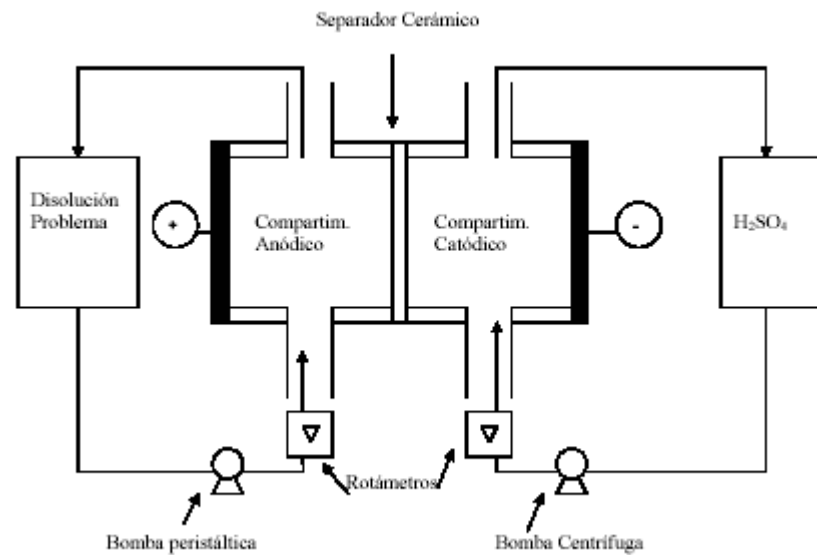 Separador Cerámico
Disolución
Problema
+
Compartim.
Anódico
Compartim.
Catódico
-
H₂SO₄
Rotámetros
Bomba peristáltica
Bomba Centrífuga